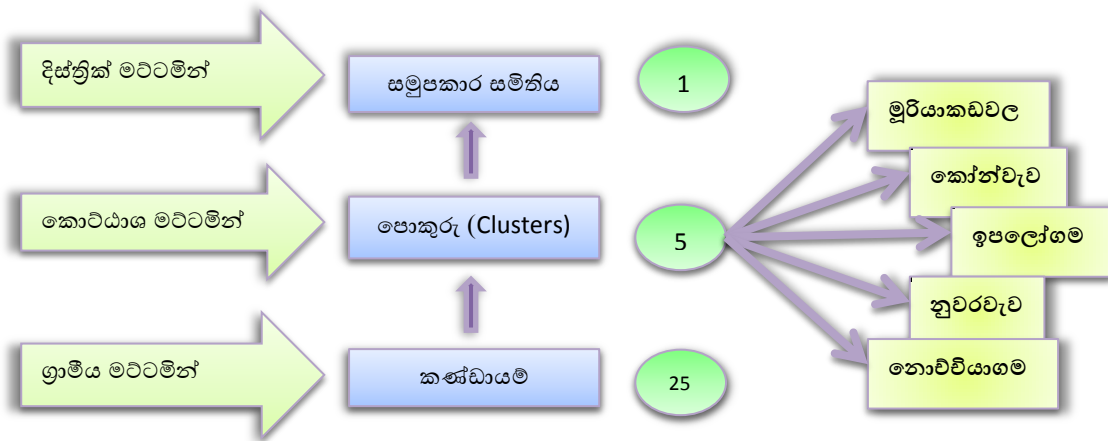 දිස්ත්‍රික් මට්ටමින්
සමුපකාර සමිතිය
1
කොට්ඨාශ මට්ටමින්
පොකුරු (Clusters)
5
ග්‍රාමීය මට්ටමින්
කණ්ඩායම්
25
මූරියාකඩවල
කෝන්වැව
ඉපලෝගම
නුවරවැව
නොච්චියාගම